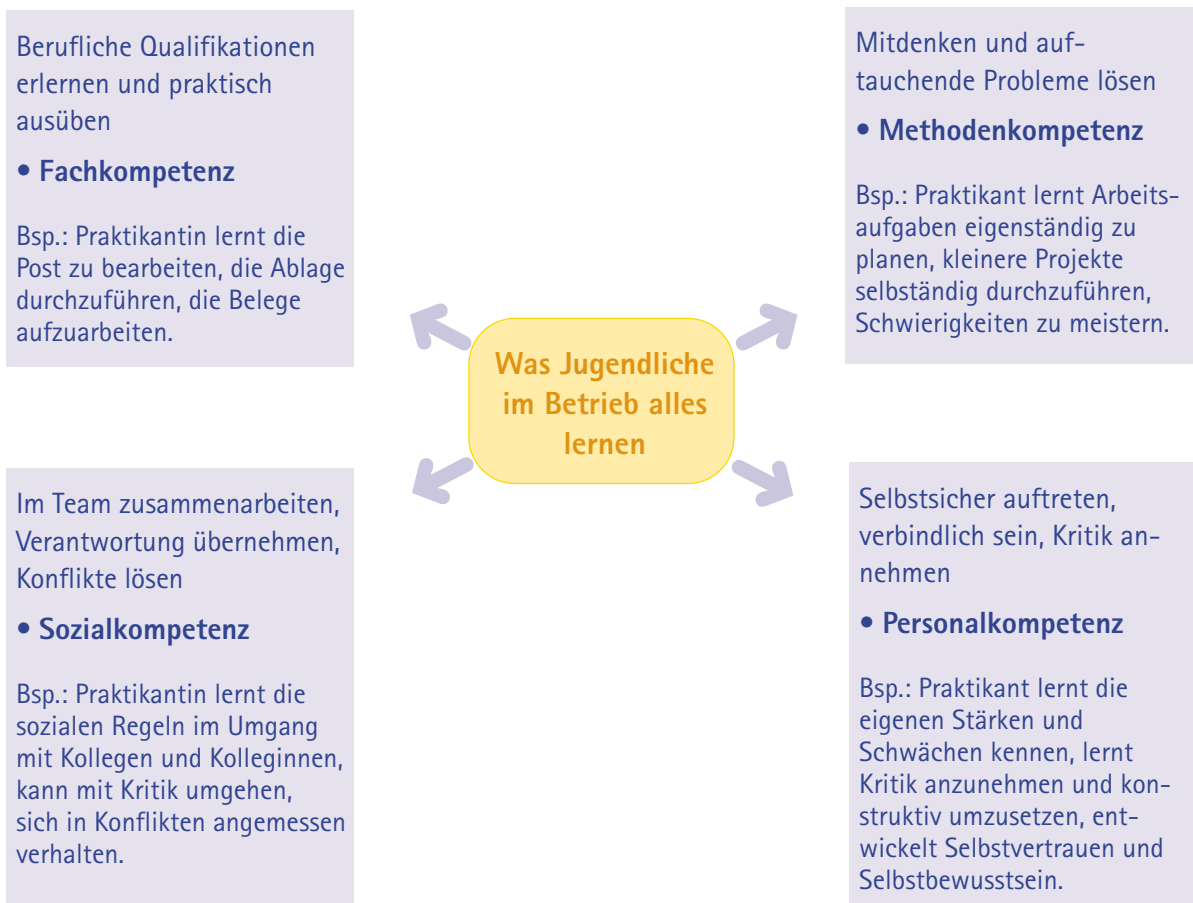 Berufliche Qualifikationen
erlernen und praktisch
ausüben
• Fachkompetenz
Bsp.: Praktikantin lernt die
Post zu bearbeiten, die Ablage
durchzuführen, die Belege
aufzuarbeiten.
Mitdenken und auf-
tauchende Probleme lösen
• Methodenkompetenz
Bsp.: Praktikant lernt Arbeits-
aufgaben eigenständig zu
planen, kleinere Projekte
selbständig durchzuführen,
Schwierigkeiten zu meistern.
Was Jugendliche
im Betrieb alles
lernen
Im Team zusammenarbeiten,
Verantwortung übernehmen,
Konflikte lösen
• Sozialkompetenz
Bsp.: Praktikantin lernt die
sozialen Regeln im Umgang
mit Kollegen und Kolleginnen,
kann mit Kritik umgehen,
sich in Konflikten angemessen
verhalten.
Selbstsicher auftreten,
verbindlich sein, Kritik an-
nehmen
• Personalkompetenz
Bsp.: Praktikant lernt die
eigenen Stärken und
Schwächen kennen, lernt
Kritik anzunehmen und kon-
struktiv umzusetzen, ent-
wickelt Selbstvertrauen und
Selbstbewusstsein.